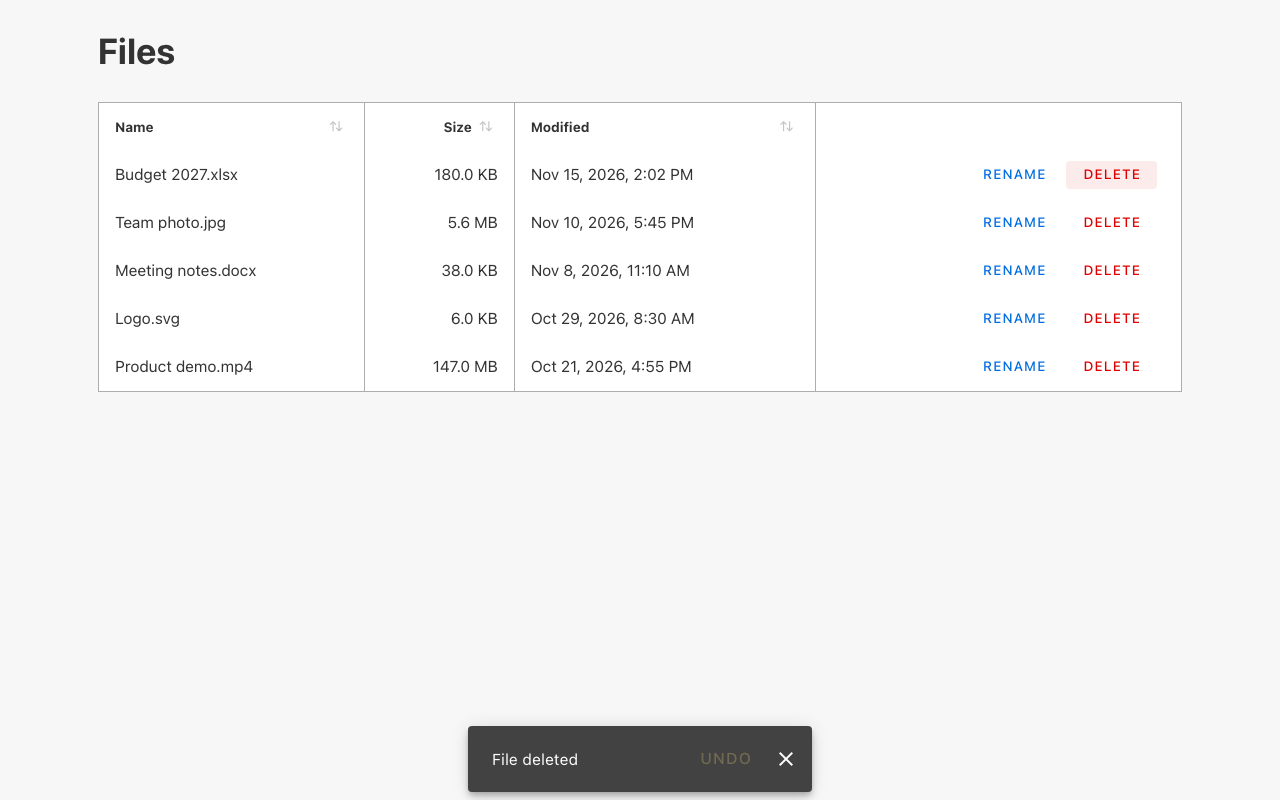 Files
Name Size Modified
Budget 2027.xlsx 180.0 KB Nov 15, 2026, 2:02 PM RENAME DELETE
Team photo.jpg 5.6 MB Nov 10, 2026, 5:45 PM RENAME DELETE
Meeting notes.docx 38.0 KB Nov 8, 2026, 11:10 AM RENAME DELETE
Logo.svg 6.0 KB Oct 29, 2026, 8:30 AM RENAME DELETE
Product demo.mp4 147.0 MB Oct 21, 2026, 4:55 PM RENAME DELETE
File deleted UNDO